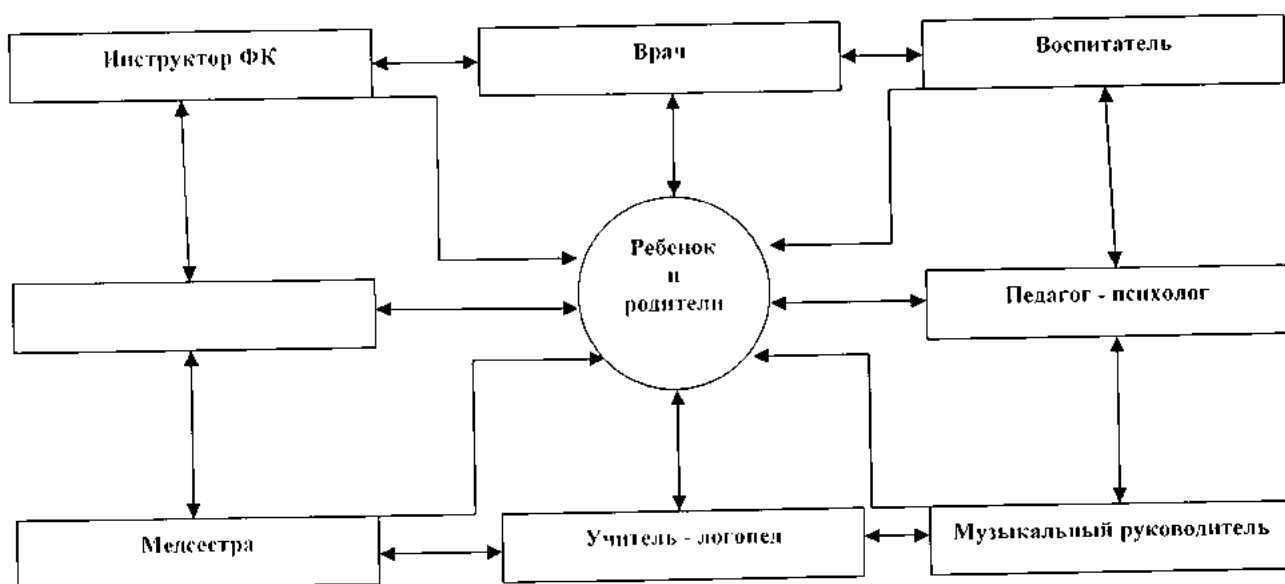 Инструктор ФК
Врач
Воспитатель
Ребенок
и
родители
Педагог - психолог
Медсестра
Учитель - логопед
Музыкальный руководитель